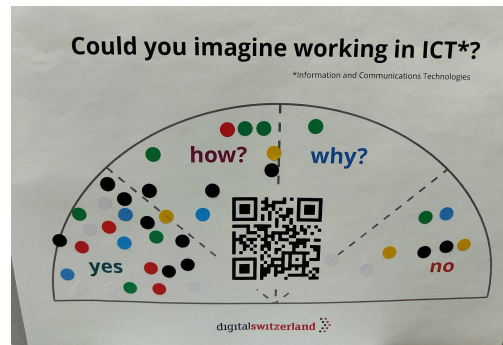 Could you imagine working in ICT*?
*Information and Communications Technologies
how?
why?
yes
no
digitalswitzerland